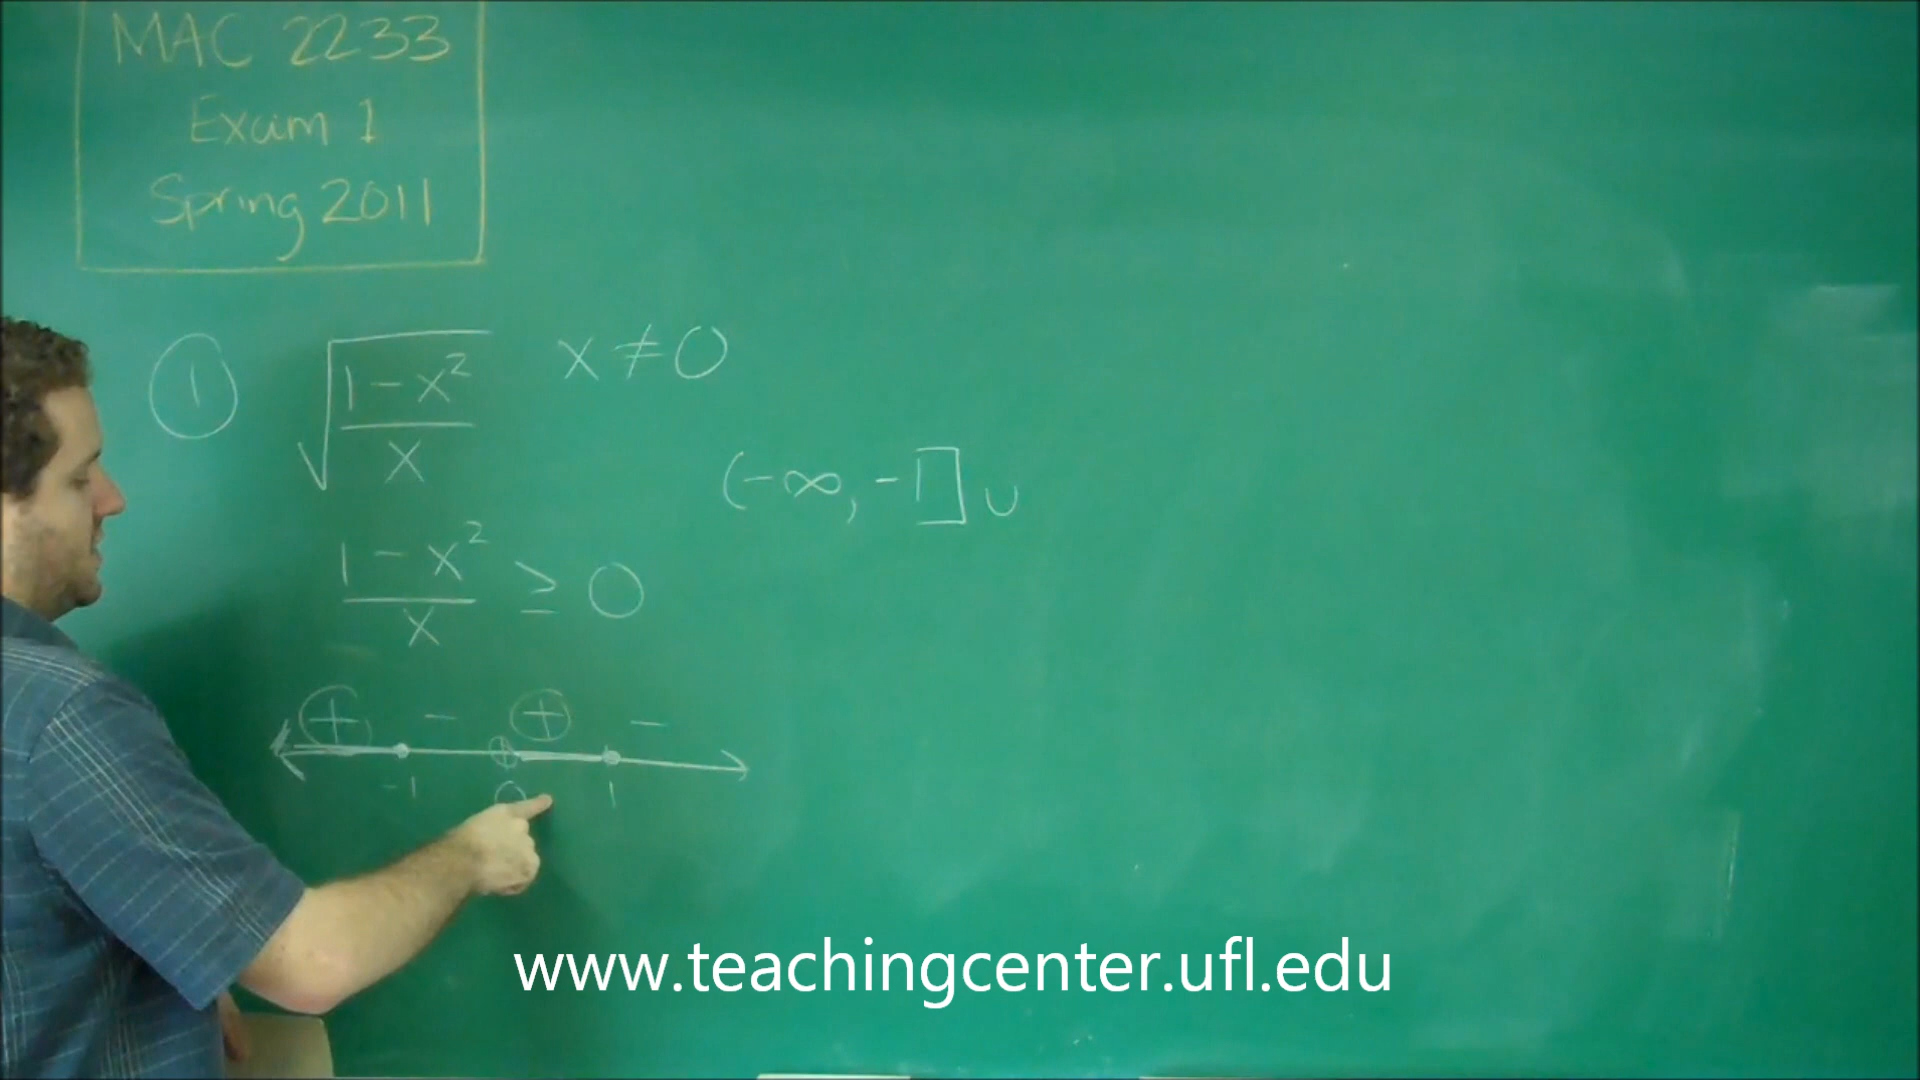 MAC 2233
Exam 1
Spring 2011
① √((1-x²)/x) x ≠ 0
(-∞, -1] ∪
(1-x²)/x ≥ 0
+ - + -
-1 0 1
www.teachingcenter.ufl.edu